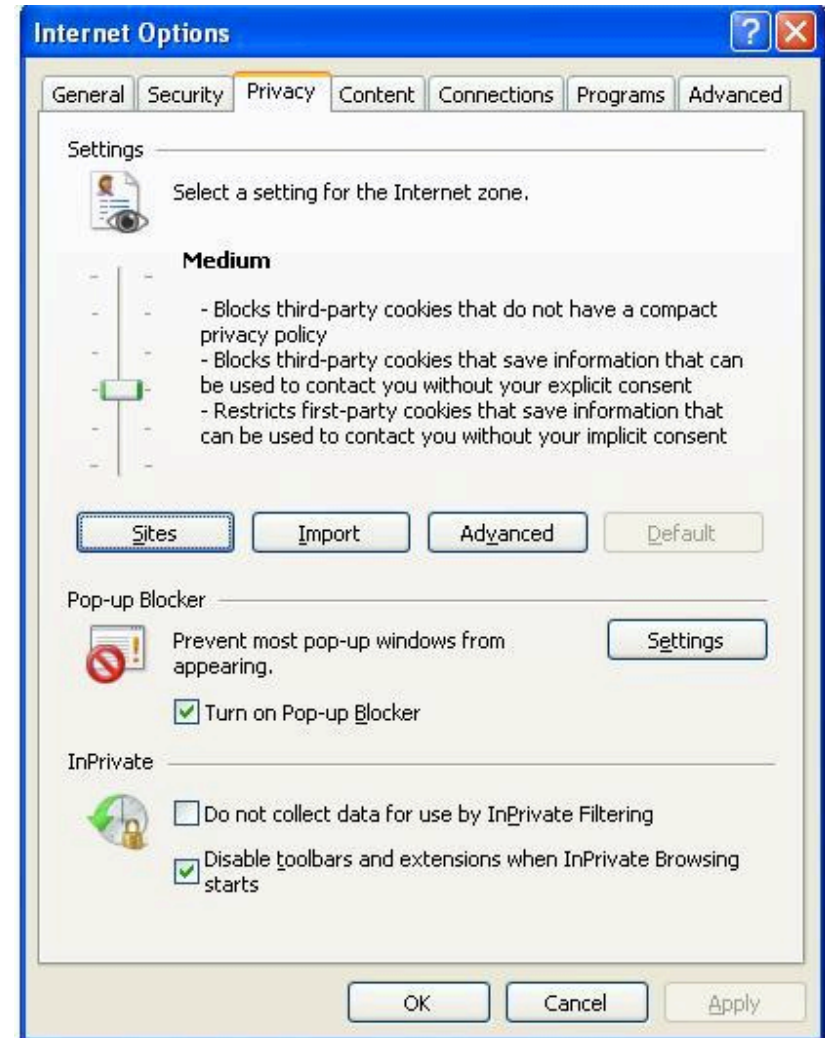 Internet Options
General Security Privacy Content Connections Programs Advanced
Settings
Select a setting for the Internet zone.
Medium
- Blocks third-party cookies that do not have a compact
privacy policy
- Blocks third-party cookies that save information that can
be used to contact you without your explicit consent
- Restricts first-party cookies that save information that
can be used to contact you without your implicit consent
Sites Import Advanced Default
Pop-up Blocker
Prevent most pop-up windows from
appearing.
Settings
Turn on Pop-up Blocker
InPrivate
Do not collect data for use by InPrivate Filtering
Disable toolbars and extensions when InPrivate Browsing
starts
OK Cancel Apply